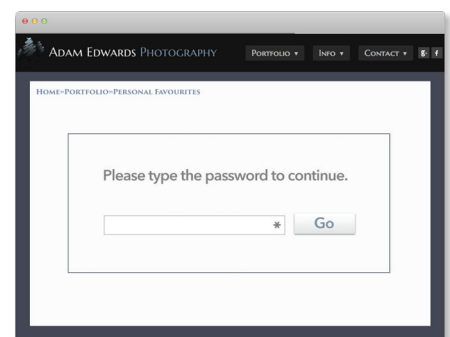 Adam Edwards Photography
Portfolio ▾ Info ▾ Contact ▾ f
Home»Portfolio»Personal Favourites
Please type the password to continue.
* Go